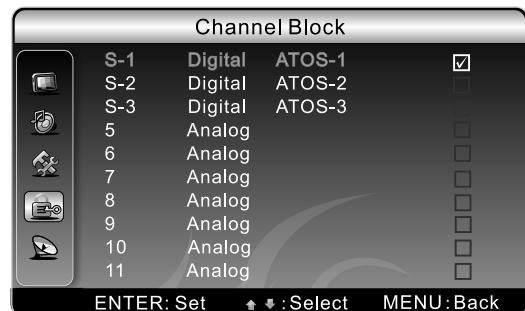 Channel Block
S-1 Digital ATOS-1
S-2 Digital ATOS-2
S-3 Digital ATOS-3
5 Analog
6 Analog
7 Analog
8 Analog
9 Analog
10 Analog
11 Analog
ENTER: Set :Select MENU:Back